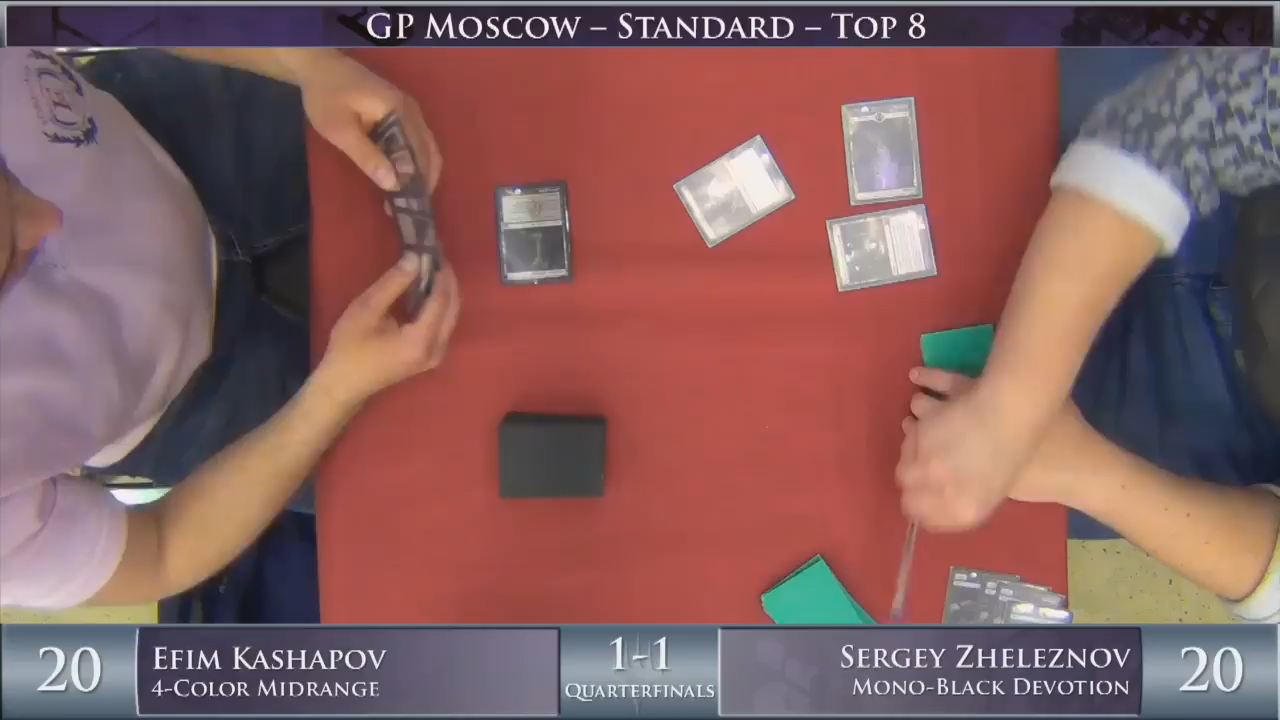 GP Moscow – Standard – Top 8
20
Efim Kashapov
4-Color Midrange
1-1
Quarterfinals
Sergey Zheleznov
Mono-Black Devotion
20